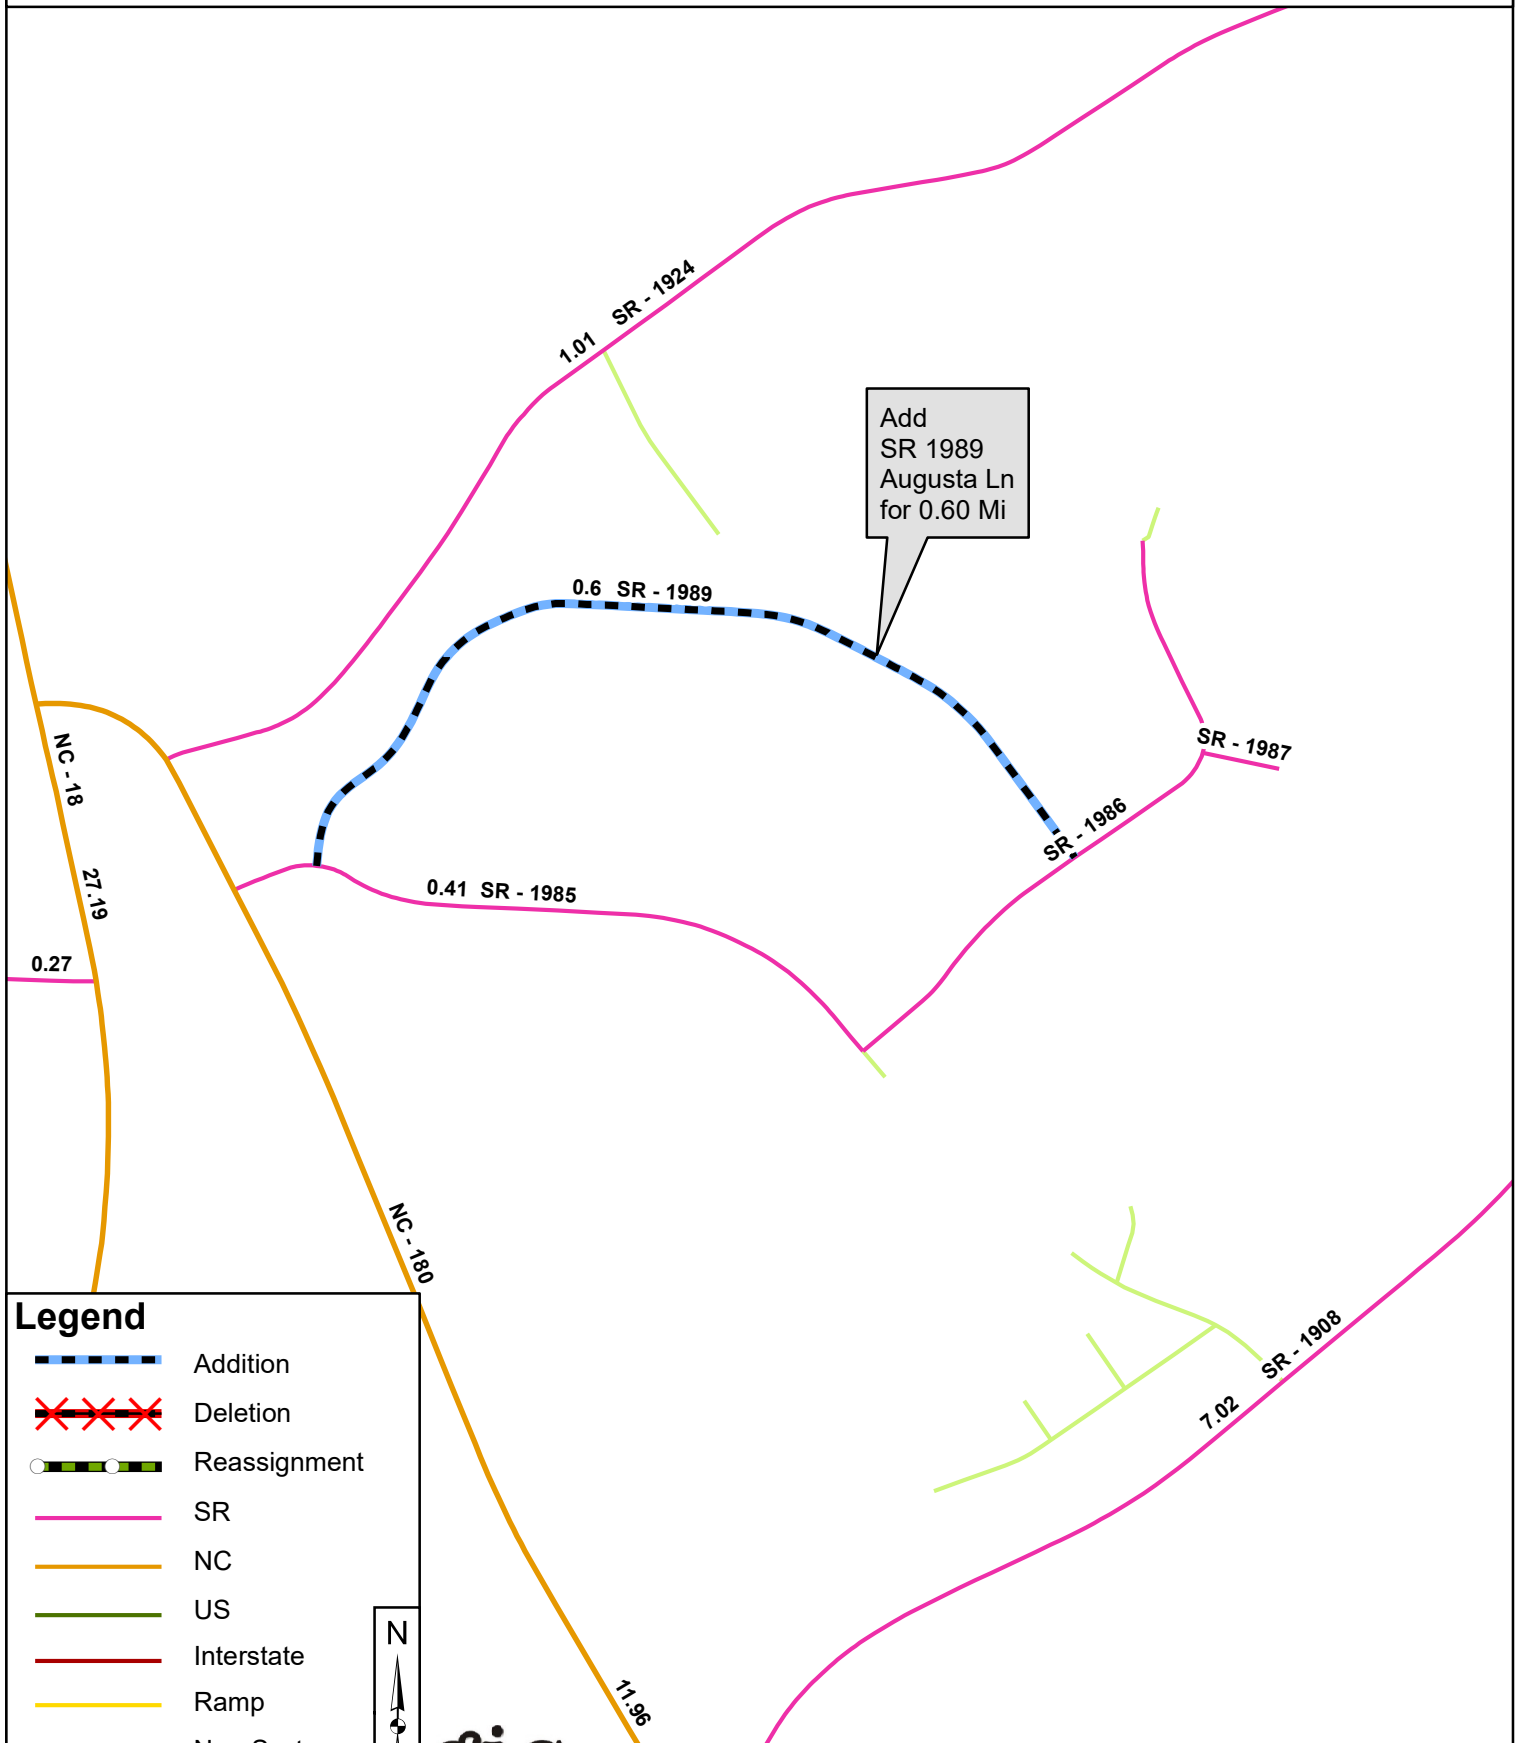 SR - 1924
1.01
Add
SR 1989
Augusta Ln
for 0.60 Mi
0.6 SR - 1989
NC - 18
SR - 1987
SR - 1986
27.19
0.41 SR - 1985
0.27
NC - 180
SR - 1908
7.02
11.96
Legend
Addition
Deletion
Reassignment
SR
NC
US
Interstate
Ramp
N